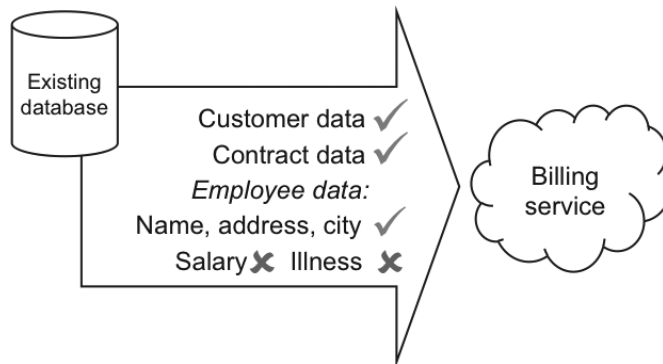 Existing
database
Customer data ✓
Contract data ✓
Employee data:
Name, address, city ✓
Salary ✘ Illness ✘
Billing
service